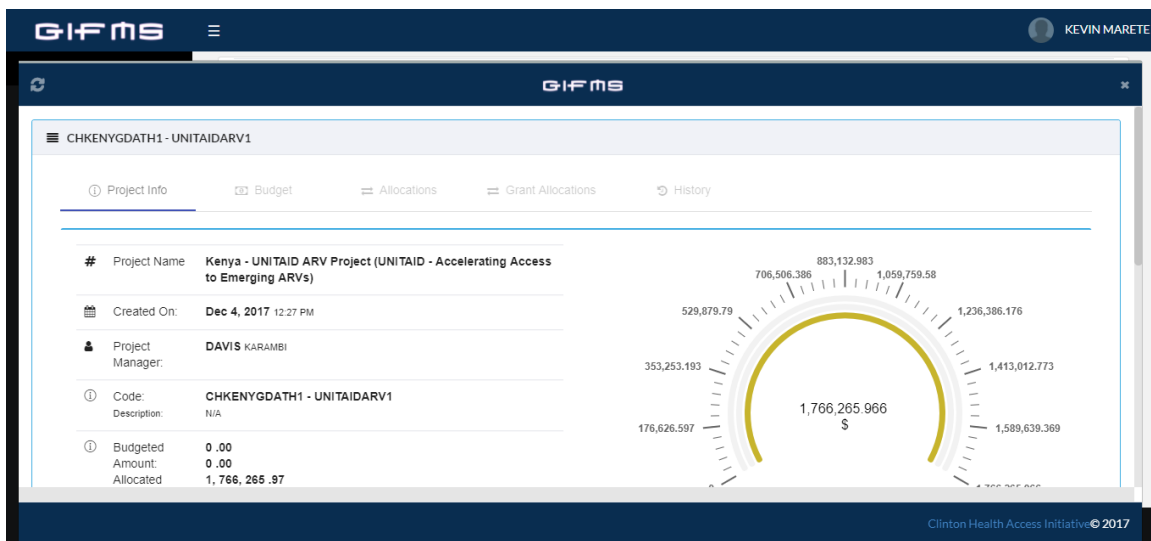 GIFMS
KEVIN MARETE
GIFMS
CHKENYGDATH1 - UNITAIDARV1
Project Info
Budget
Allocations
Grant Allocations
History
# Project Name Kenya - UNITAID ARV Project (UNITAID - Accelerating Access
to Emerging ARVs)
Created On: Dec 4, 2017 12:27 PM
Project DAVIS KARAMBI
Manager:
Code: CHKENYGDATH1 - UNITAIDARV1
Description: N/A
Budgeted 0 .00
Amount: 0 .00
Allocated 1, 766, 265 .97
883,132.983
706,506.386
1,059,759.58
529,879.79
1,236,386.176
353,253.193
1,413,012.773
176,626.597
1,589,639.369
1,766,265.966
$
Clinton Health Access Initiative© 2017